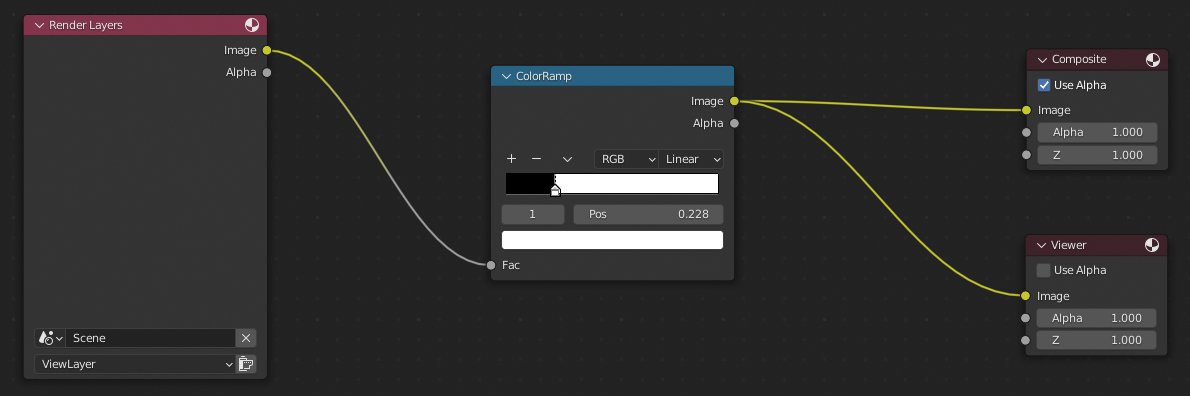 Render Layers
Image
Alpha
Scene
ViewLayer
ColorRamp
Image
Alpha
RGB Linear
1 Pos 0.228
Fac
Composite
Use Alpha
Image
Alpha 1.000
Z 1.000
Viewer
Use Alpha
Image
Alpha 1.000
Z 1.000